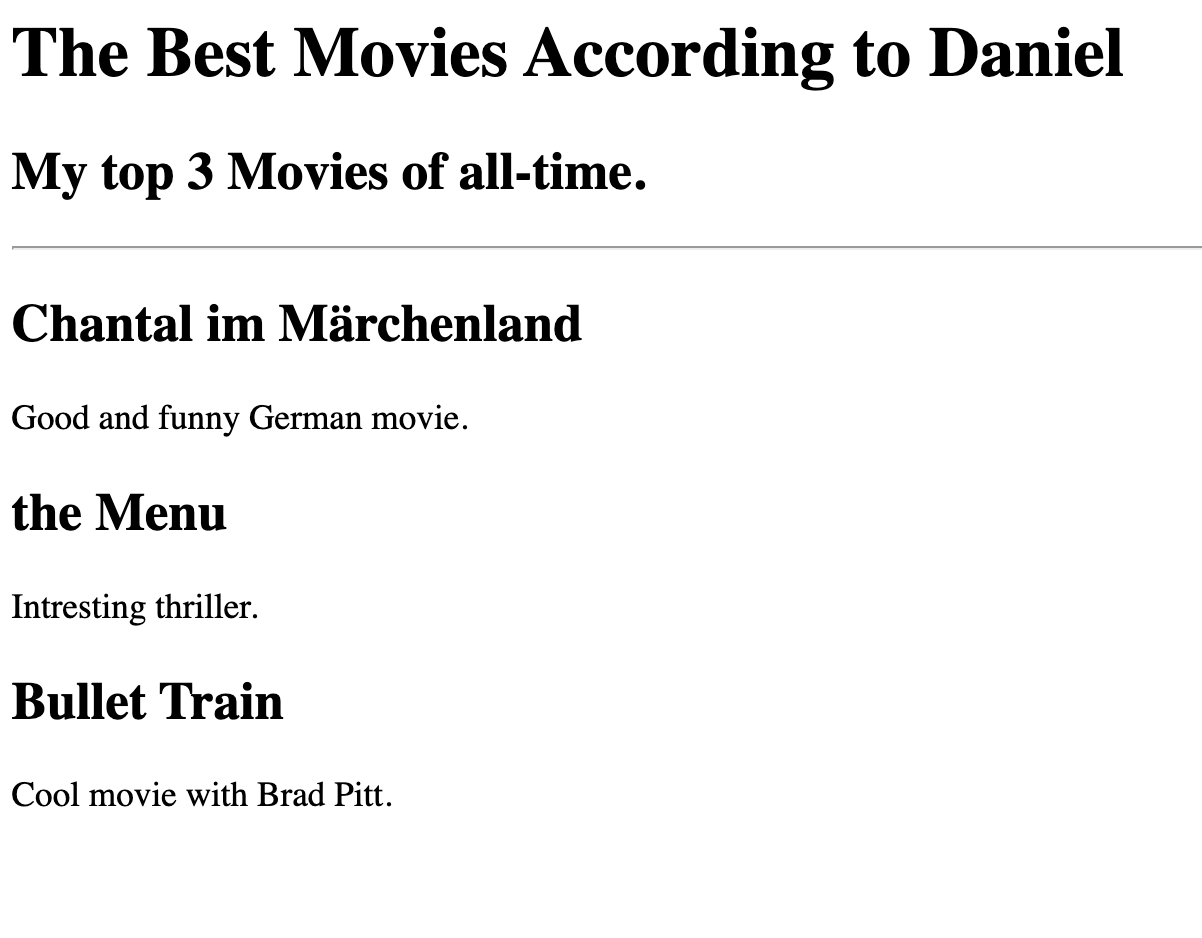 The Best Movies According to Daniel
My top 3 Movies of all-time.
Chantal im Märchenland
Good and funny German movie.
the Menu
Intresting thriller.
Bullet Train
Cool movie with Brad Pitt.